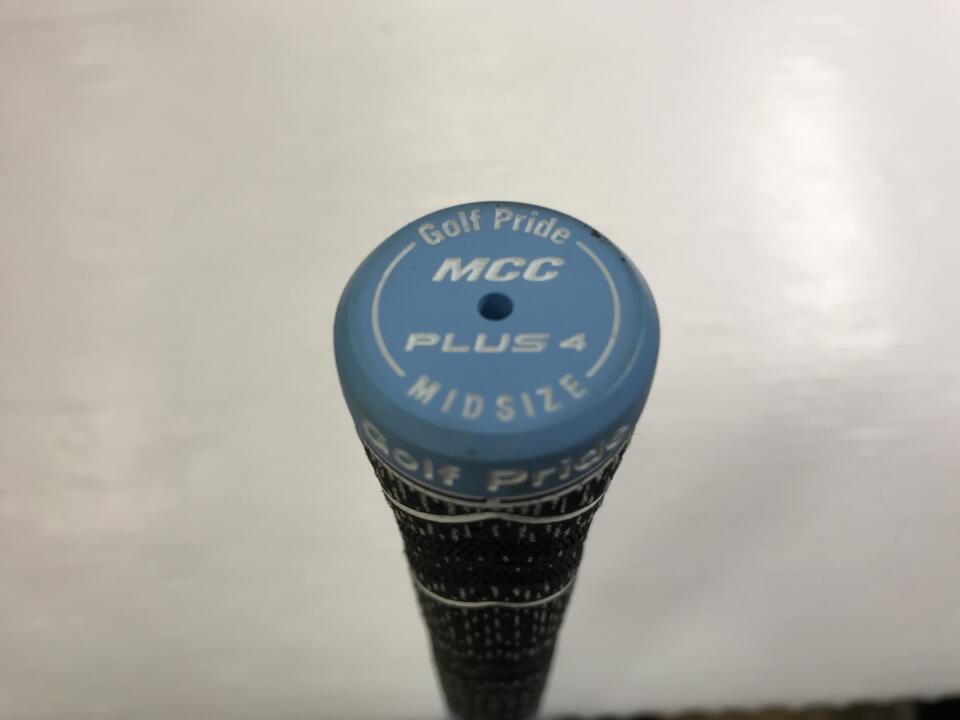 Golf Pride
MCC
PLUS 4
MIDSIZE
Golf Pride